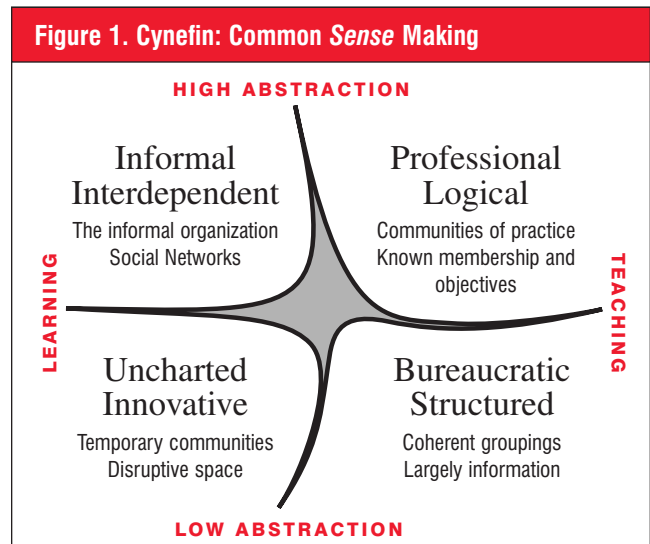 Figure 1. Cynefin: Common Sense Making
HIGH ABSTRACTION
Informal
Interdependent
The informal organization
Social Networks
Professional
Logical
Communities of practice
Known membership and
objectives
LEARNING
TEACHING
Uncharted
Innovative
Temporary communities
Disruptive space
Bureaucratic
Structured
Coherent groupings
Largely information
LOW ABSTRACTION